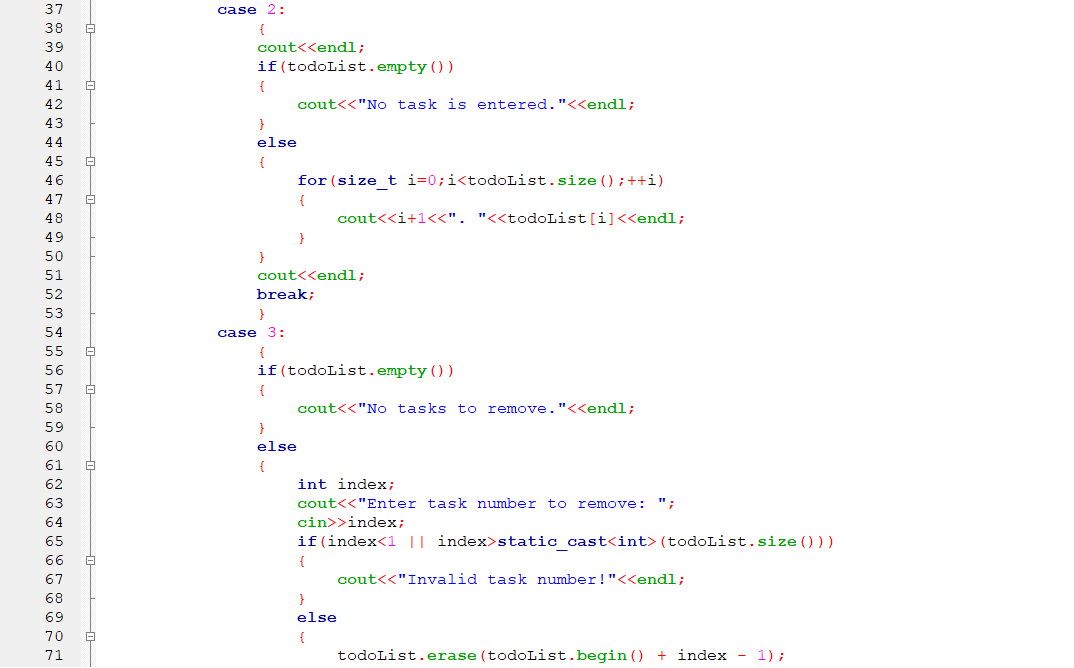 37 case 2:
38 {
39 cout<<endl;
40 if(todoList.empty())
41 {
42 cout<<"No task is entered."<<endl;
43 }
44 else
45 {
46 for(size_t i=0;i<todoList.size();++i)
47 {
48 cout<<i+1<<". "<<todoList[i]<<endl;
49 }
50 }
51 cout<<endl;
52 break;
53 }
54 case 3:
55 {
56 if(todoList.empty())
57 {
58 cout<<"No tasks to remove."<<endl;
59 }
60 else
61 {
62 int index;
63 cout<<"Enter task number to remove: ";
64 cin>>index;
65 if(index<1 || index>static_cast<int>(todoList.size()))
66 {
67 cout<<"Invalid task number!"<<endl;
68 }
69 else
70 {
71 todoList.erase(todoList.begin() + index - 1);